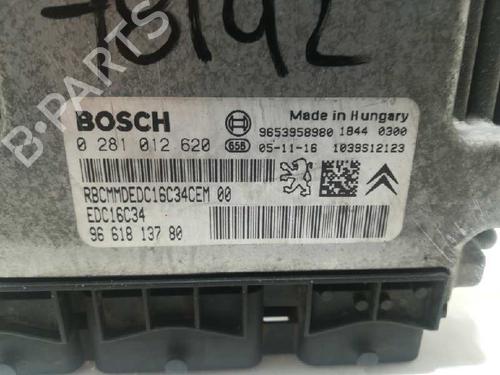 78192
BOSCH
Made in Hungary
0 281 012 620
9653958980 1844 0300
65B 05-11-16 1039S12123
RBCMMDEDC16C34CEM 00
EDC16C34
96 618 137 80
B-PARTS